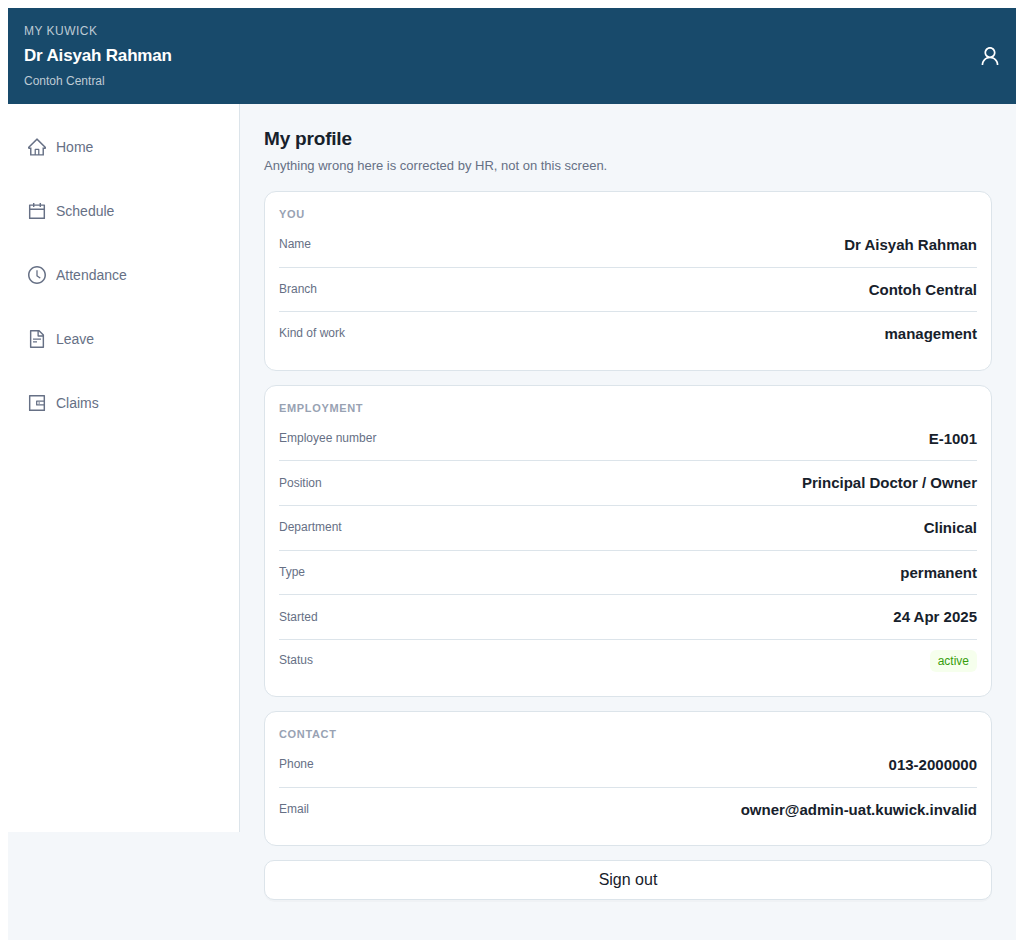 MY KUWICK
Dr Aisyah Rahman
Contoh Central
Home
Schedule
Attendance
Leave
Claims
My profile
Anything wrong here is corrected by HR, not on this screen.
YOU
Name Dr Aisyah Rahman
Branch Contoh Central
Kind of work management
EMPLOYMENT
Employee number E-1001
Position Principal Doctor / Owner
Department Clinical
Type permanent
Started 24 Apr 2025
Status active
CONTACT
Phone 013-2000000
Email owner@admin-uat.kuwick.invalid
Sign out